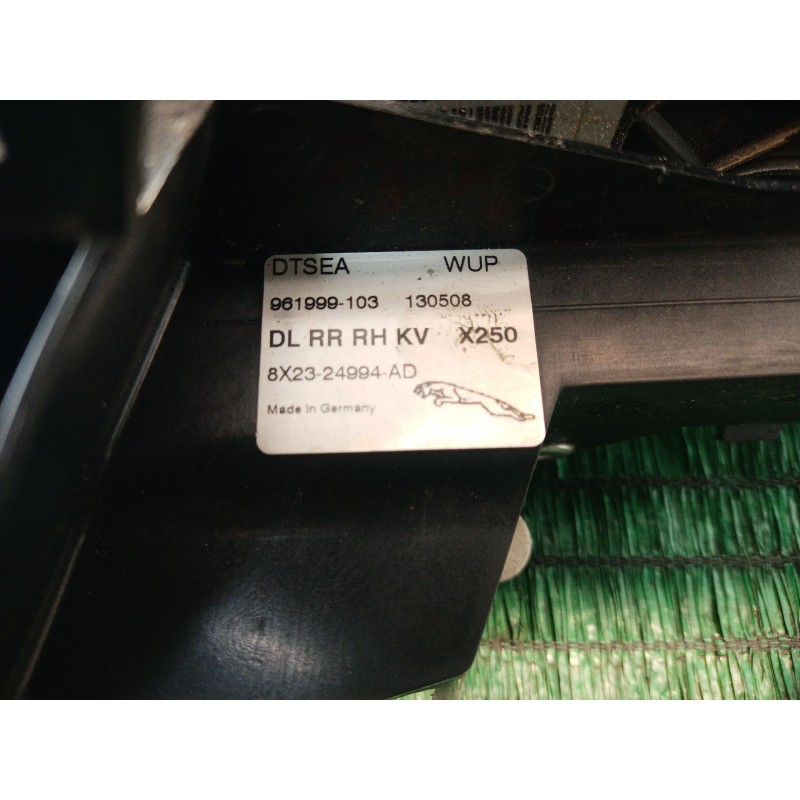 DTSEA WUP
961999-103 130508
DL RR RH KV X250
8X23-24994-AD
Made in Germany